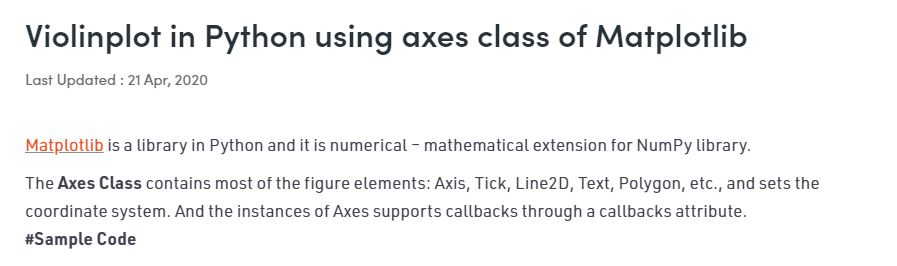 Violinplot in Python using axes class of Matplotlib
Last Updated : 21 Apr, 2020
Matplotlib is a library in Python and it is numerical – mathematical extension for NumPy library.
The Axes Class contains most of the figure elements: Axis, Tick, Line2D, Text, Polygon, etc., and sets the
coordinate system. And the instances of Axes supports callbacks through a callbacks attribute.
#Sample Code